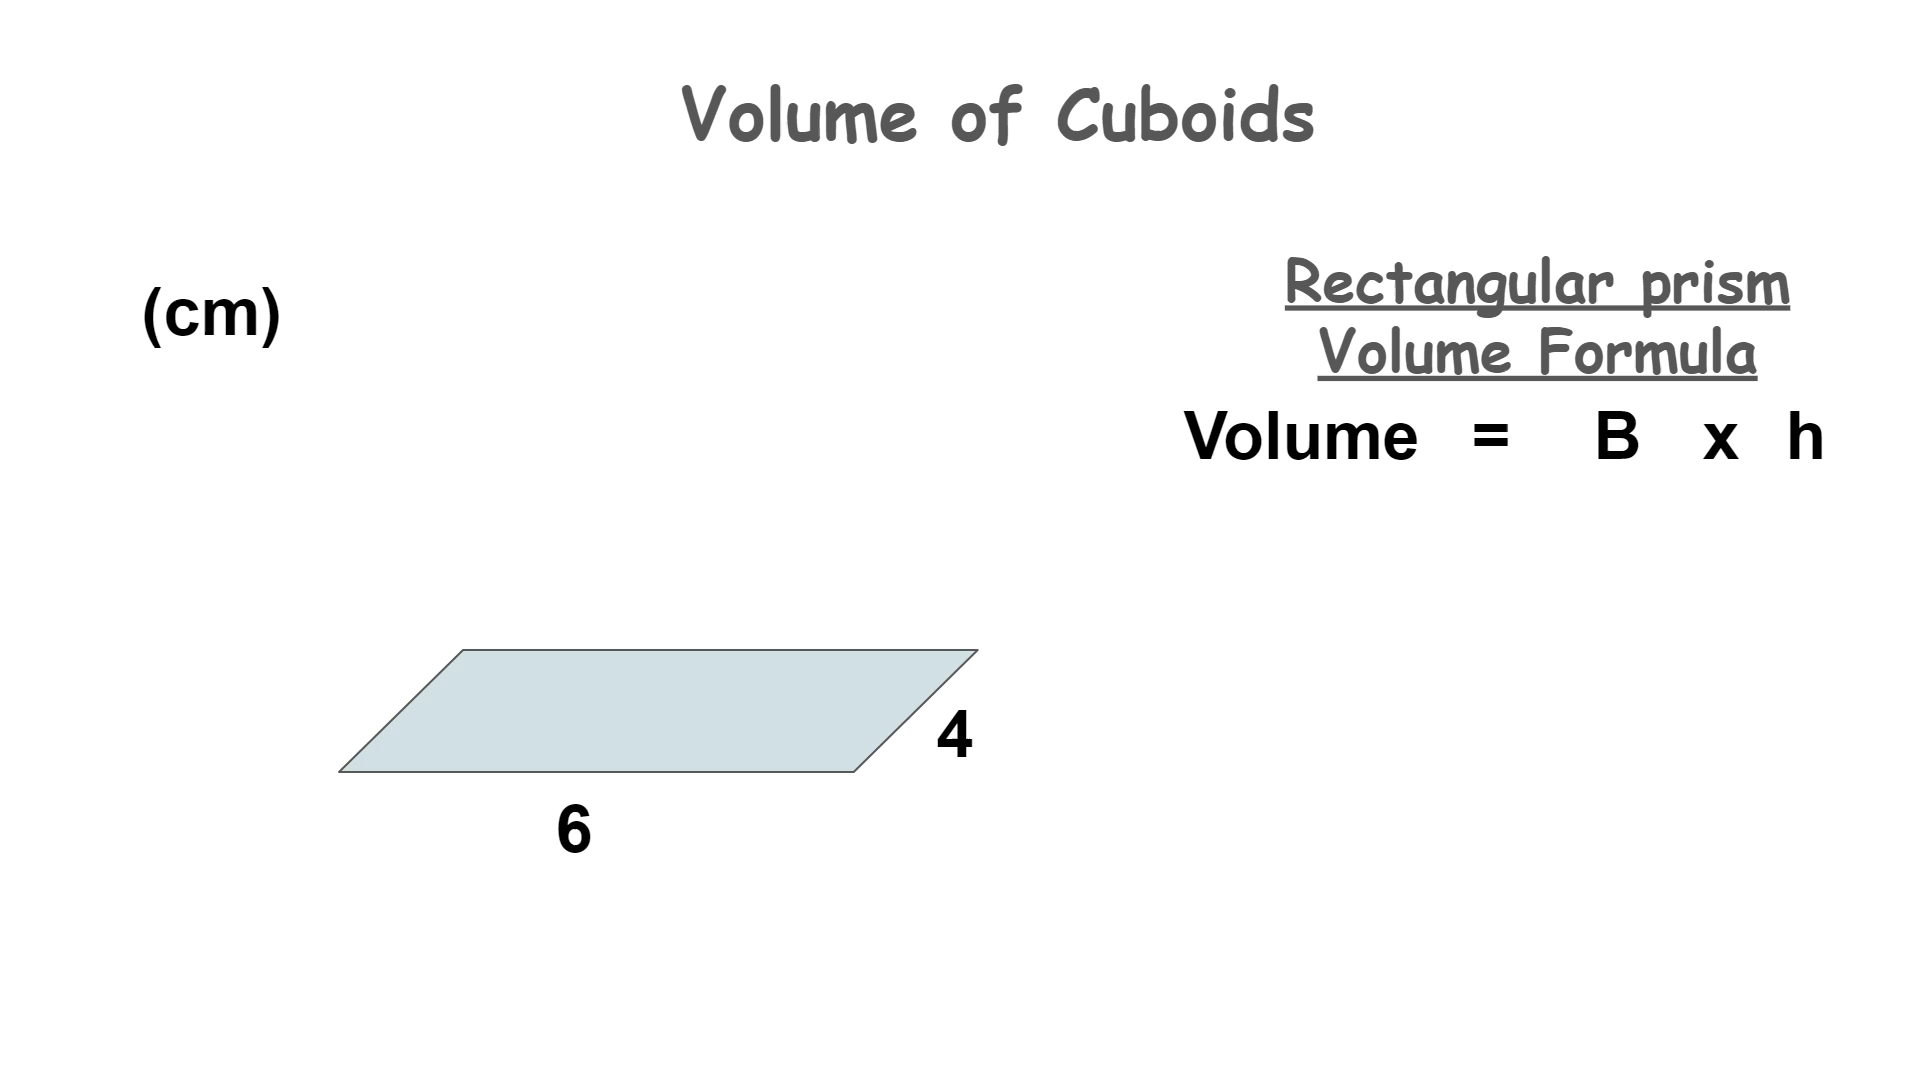 Volume of Cuboids
(cm)
Rectangular prism
Volume Formula
Volume = B x h
4
6